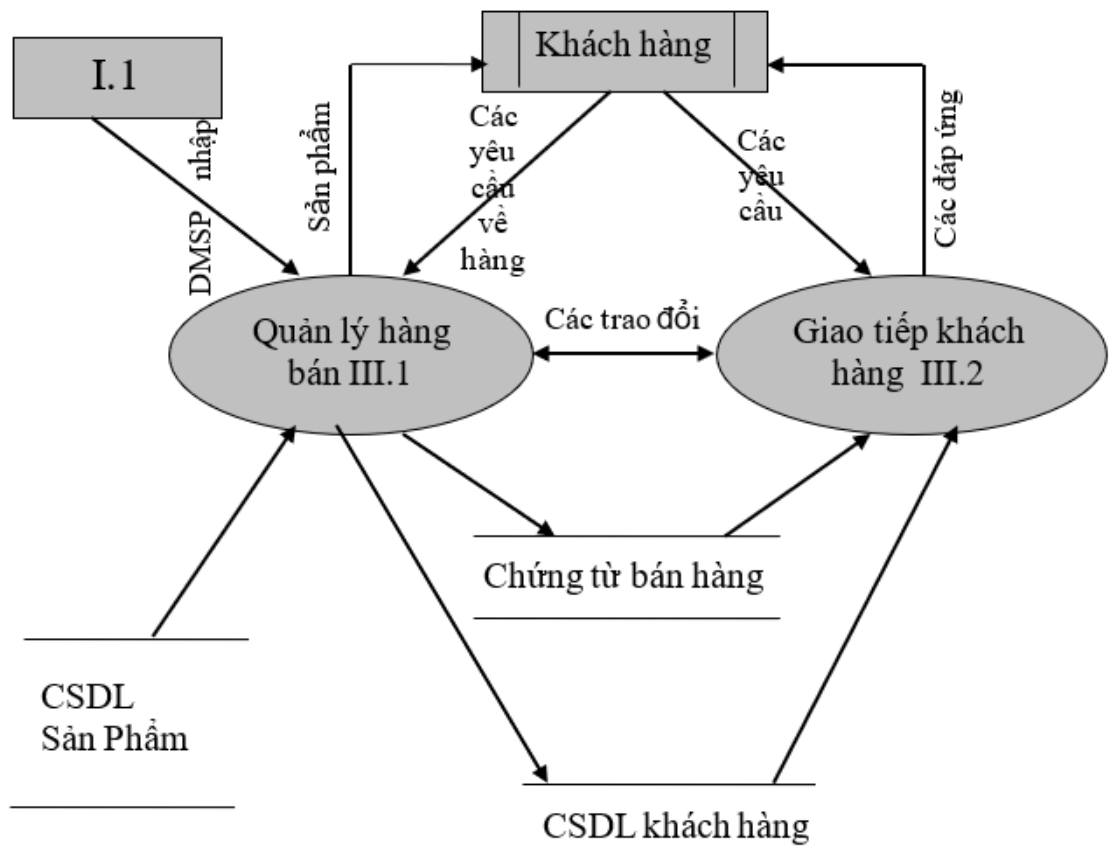 I.1
Khách hàng
DMSP nhập
Sản phẩm
Các
yêu
cầu
về
hàng
Các
yêu
cầu
Các đáp ứng
Quản lý hàng
bán III.1
Các trao đổi
Giao tiếp khách
hàng III.2
Chứng từ bán hàng
CSDL
Sản Phẩm
CSDL khách hàng